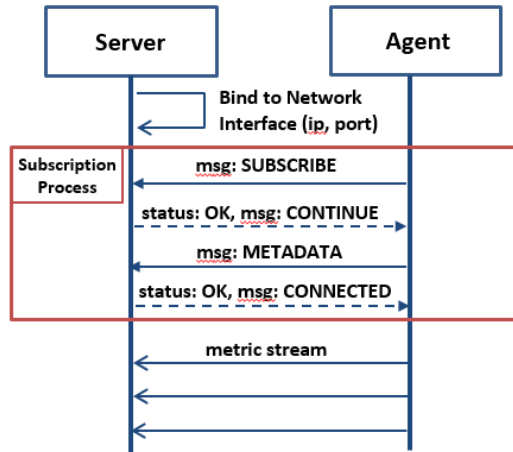 Server
Agent
Bind to Network
Interface (ip, port)
Subscription
Process
msg: SUBSCRIBE
status: OK, msg: CONTINUE
msg: METADATA
status: OK, msg: CONNECTED
metric stream